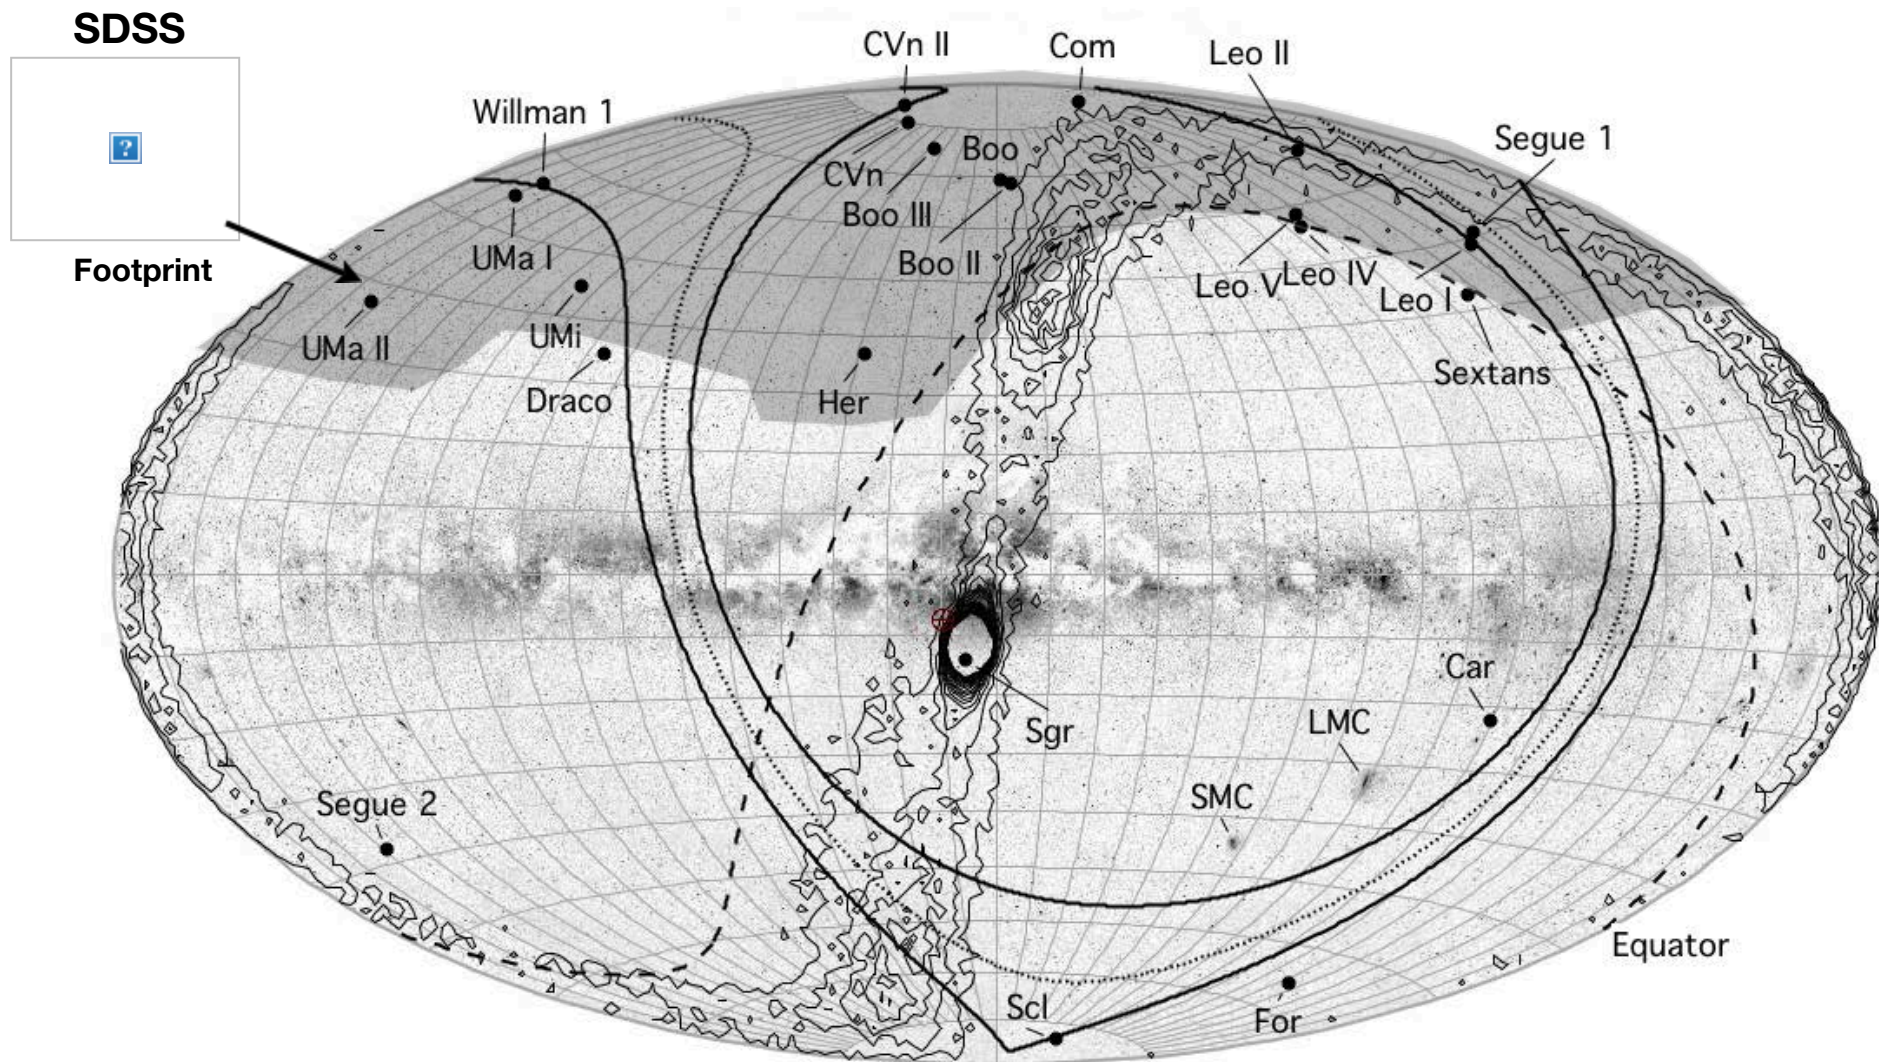 SDSS
Footprint
CVn II
Com
Leo II
Willman 1
Segue 1
Boo
CVn
Boo III
UMa I
Boo II
Leo V
Leo IV
Leo I
UMi
UMa II
Sextans
Draco
Her
Car
Sgr
LMC
SMC
Segue 2
Equator
Scl
For
?